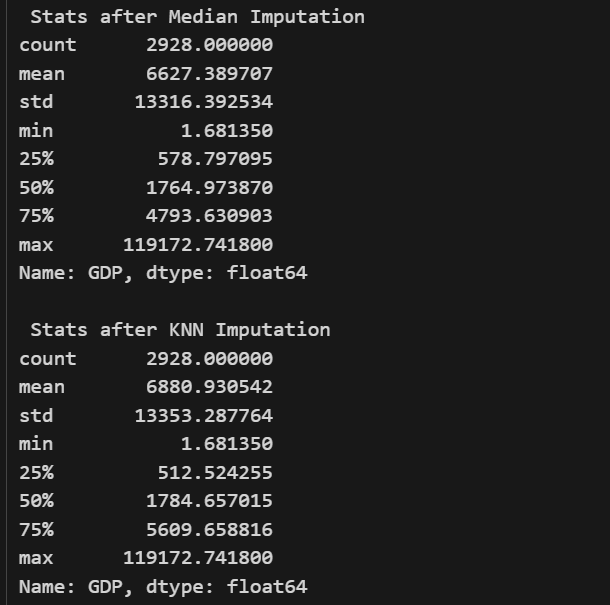 Stats after Median Imputation
count      2928.000000
mean       6627.389707
std       13316.392534
min           1.681350
25%         578.797095
50%        1764.973870
75%        4793.630903
max      119172.741800
Name: GDP, dtype: float64

Stats after KNN Imputation
count      2928.000000
mean       6880.930542
std       13353.287764
min           1.681350
25%         512.524255
50%        1784.657015
75%        5609.658816
max      119172.741800
Name: GDP, dtype: float64